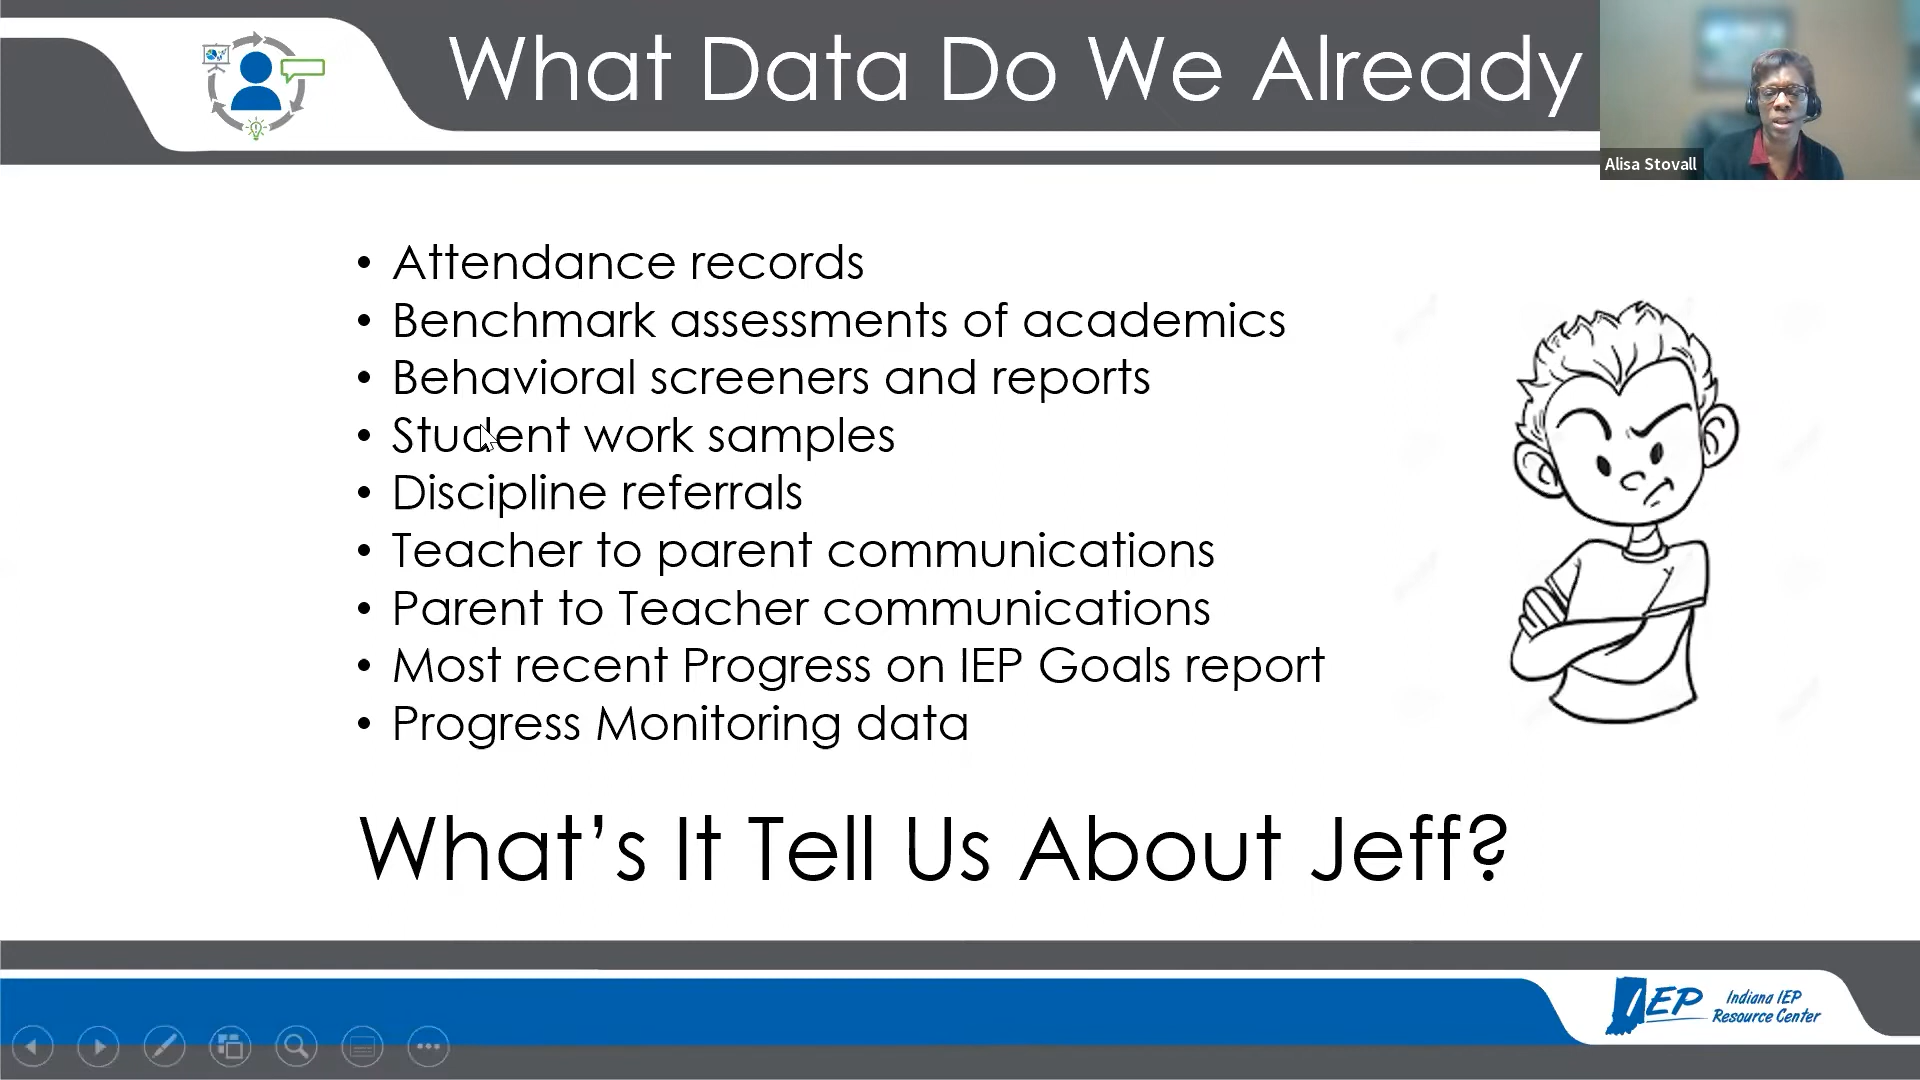 What Data Do We Already
Alisa Stovall
• Attendance records
• Benchmark assessments of academics
• Behavioral screeners and reports
• Student work samples
• Discipline referrals
• Teacher to parent communications
• Parent to Teacher communications
• Most recent Progress on IEP Goals report
• Progress Monitoring data
What's It Tell Us About Jeff?
IEP
Indiana IEP
Resource Center